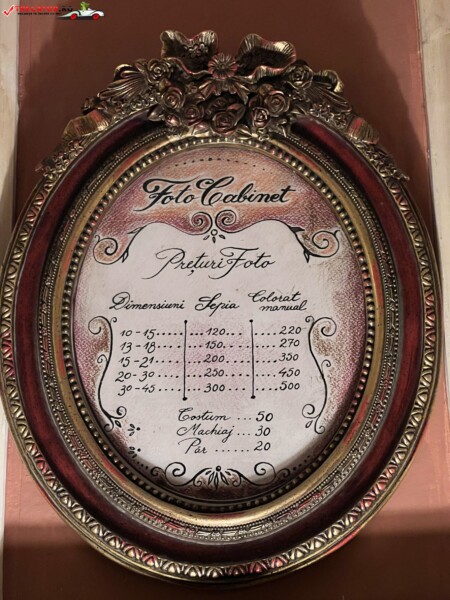 Foto Cabinet
Prețuri Foto
Dimensiuni Sepia Colorat manual
10-15......120....220
13-18......150....270
15-21......200....350
20-30......250....450
30-45......300....500
Costum ... 50
Machiaj ... 30
Păr ...... 20